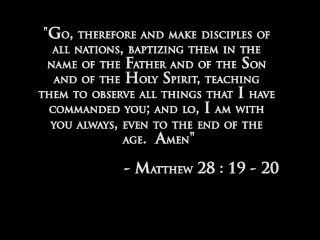 "Go, therefore and make disciples of
all nations, baptizing them in the
name of the Father and of the Son
and of the Holy Spirit, teaching
them to observe all things that I have
commanded you; and lo, I am with
you always, even to the end of the
age.  Amen"
- Matthew 28 : 19 - 20